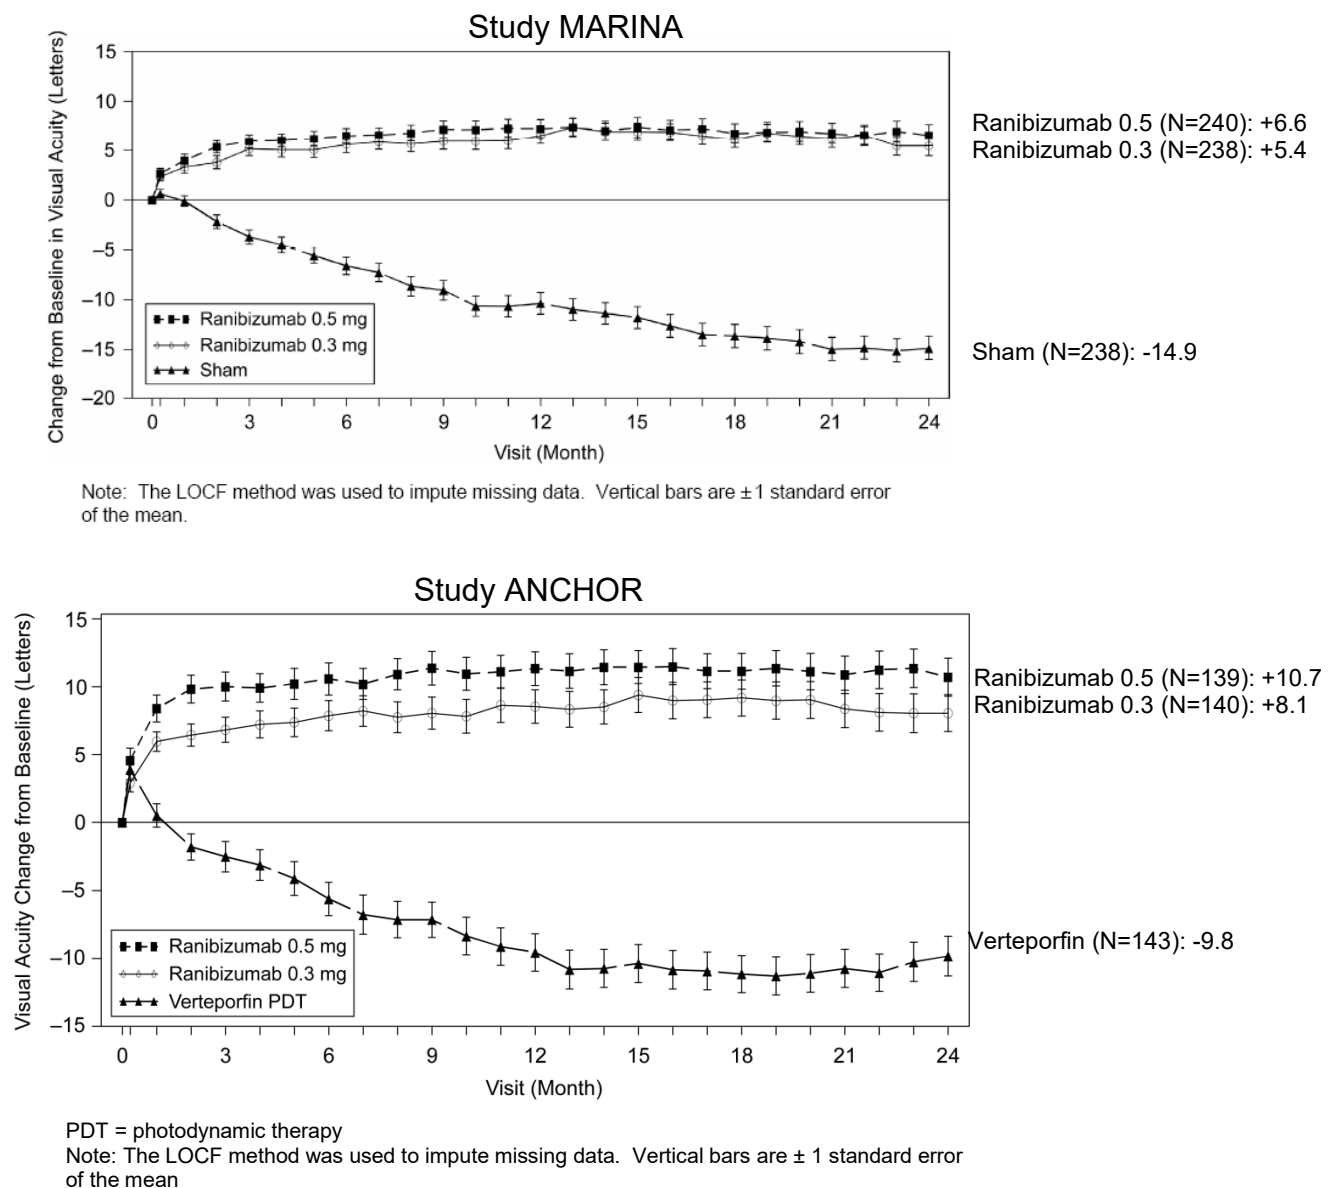 Study MARINA
Change from Baseline in Visual Acuity (Letters)
15
10
5
0
–5
–10
–15
–20
Ranibizumab 0.5 mg
Ranibizumab 0.3 mg
Sham
0 3 6 9 12 15 18 21 24
Visit (Month)
Ranibizumab 0.5 (N=240): +6.6
Ranibizumab 0.3 (N=238): +5.4
Sham (N=238): -14.9
Note: The LOCF method was used to impute missing data. Vertical bars are ±1 standard error
of the mean.
Study ANCHOR
Visual Acuity Change from Baseline (Letters)
15
10
5
0
–5
–10
–15
Ranibizumab 0.5 mg
Ranibizumab 0.3 mg
Verteporfin PDT
0 3 6 9 12 15 18 21 24
Visit (Month)
Ranibizumab 0.5 (N=139): +10.7
Ranibizumab 0.3 (N=140): +8.1
Verteporfin (N=143): -9.8
PDT = photodynamic therapy
Note: The LOCF method was used to impute missing data. Vertical bars are ± 1 standard error
of the mean